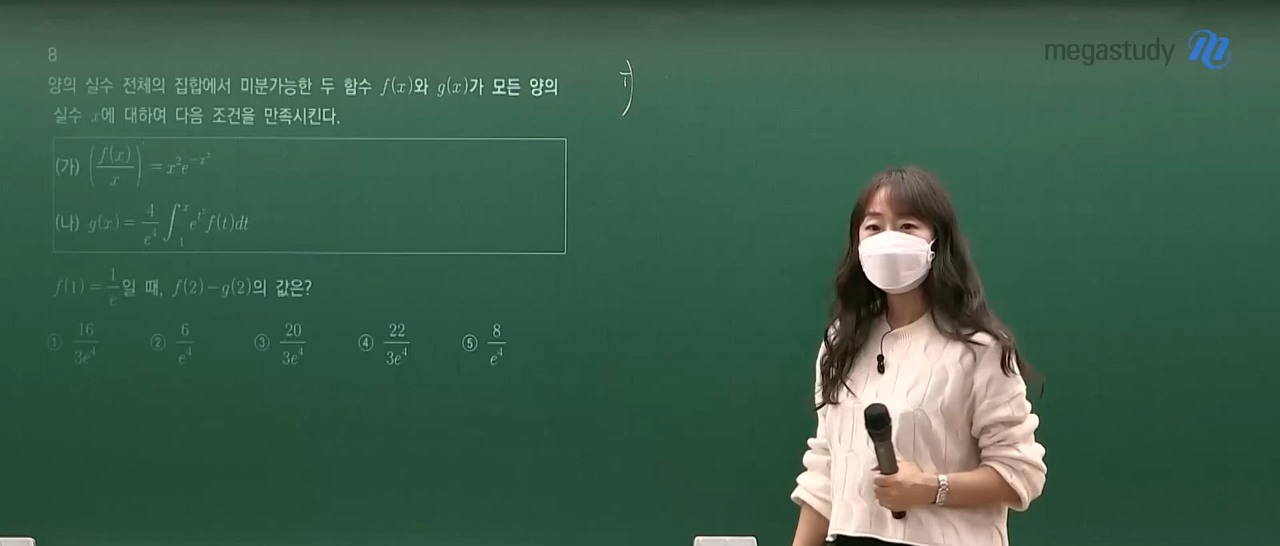 megastudy
8
양의 실수 전체의 집합에서 미분가능한 두 함수 f(x)와 g(x)가 모든 양의
실수 x에 대하여 다음 조건을 만족시킨다.
(가) (f(x)/x)′ = x²e^(-x²)
(나) g(x) = 4/e⁴ ∫₁ˣ e^(t²) f(t)dt
f(1) = 1/e일 때, f(2)-g(2)의 값은?
① 16/3e⁴ ② 6/e⁴ ③ 20/3e⁴ ④ 22/3e⁴ ⑤ 8/e⁴